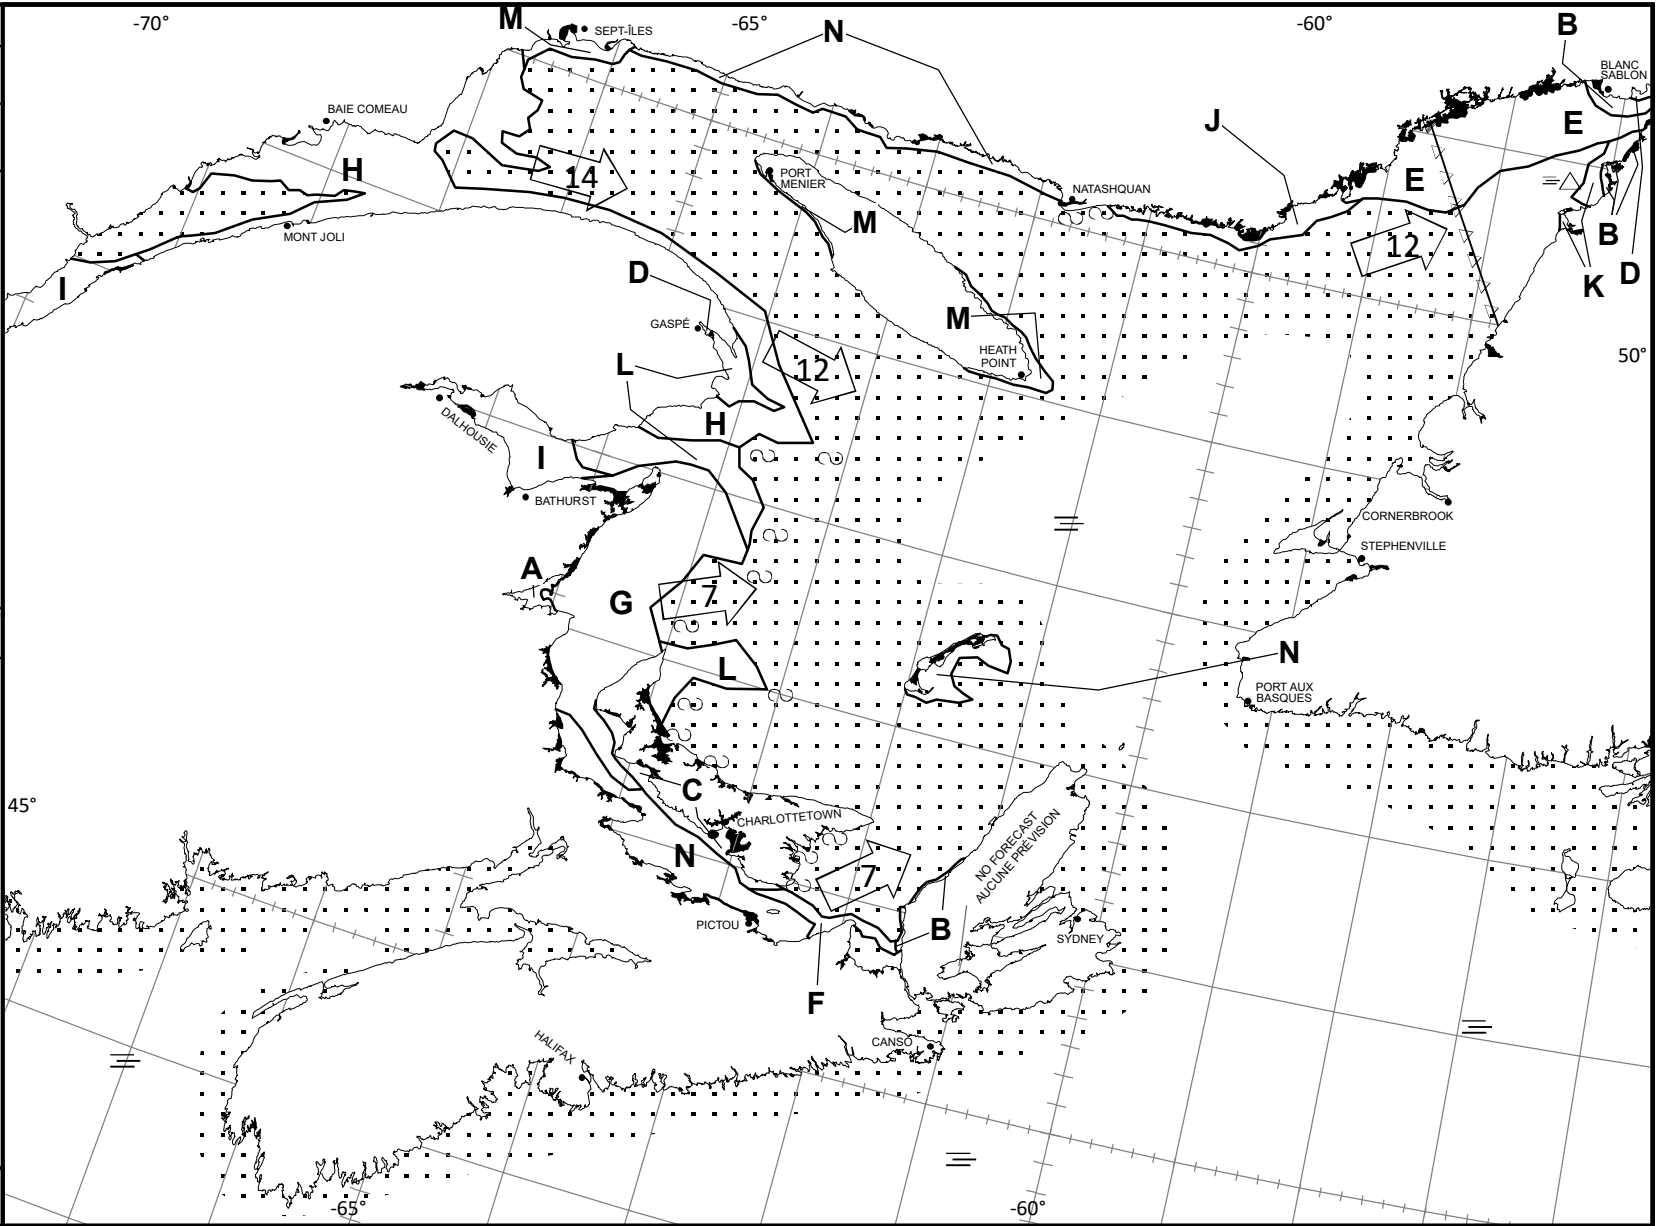 -70°
M
SEPT-ÎLES
-65°
N
-60°
B
BLANC
SABLON
BAIE COMEAU
J
E
H
14
PORT
MENIER
E
NATASHQUAN
M
MONT JOLI
12
B
I
D
K
D
GASPÉ
M
HEATH
POINT
50°
L
12
DALHOUSIE
H
I
BATHURST
CORNERBROOK
STEPHENVILLE
A
G
7
L
N
PORT AUX
BASQUES
C
45°
CHARLOTTETOWN
NO FORECAST
AUCUNE PRÉVISION
N
7
PICTOU
B
SYDNEY
F
HALIFAX
CANSO
-65°
-60°